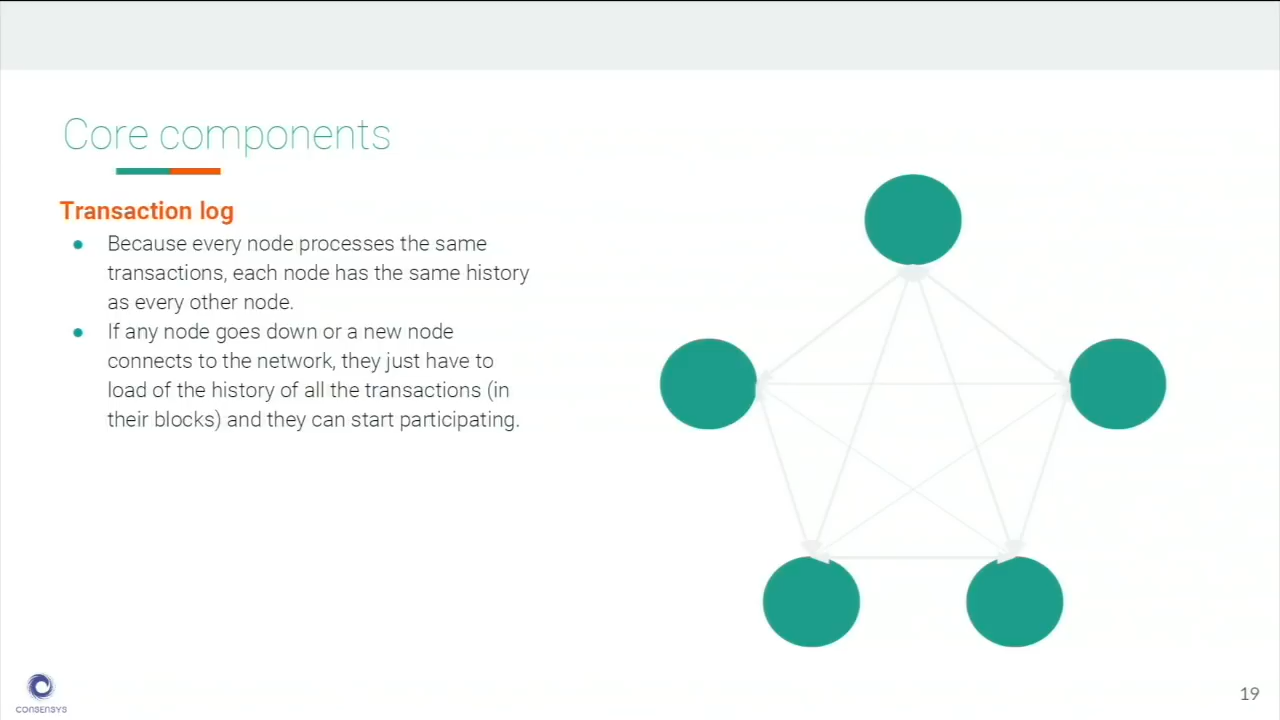 Core components
Transaction log
● Because every node processes the same
transactions, each node has the same history
as every other node.
● If any node goes down or a new node
connects to the network, they just have to
load of the history of all the transactions (in
their blocks) and they can start participating.
CONSENSYS
19